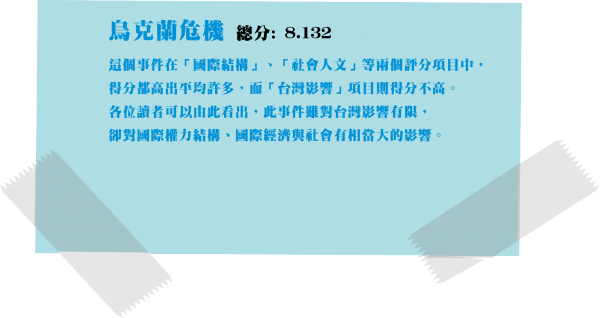 烏克蘭危機 總分: 8.132
這個事件在「國際結構」、「社會人文」等兩個評分項目中，
得分都高出平均許多，而「台灣影響」項目則得分不高。
各位讀者可以由此看出，此事件雖對台灣影響有限，
卻對國際權力結構、國際經濟與社會有相當大的影響。